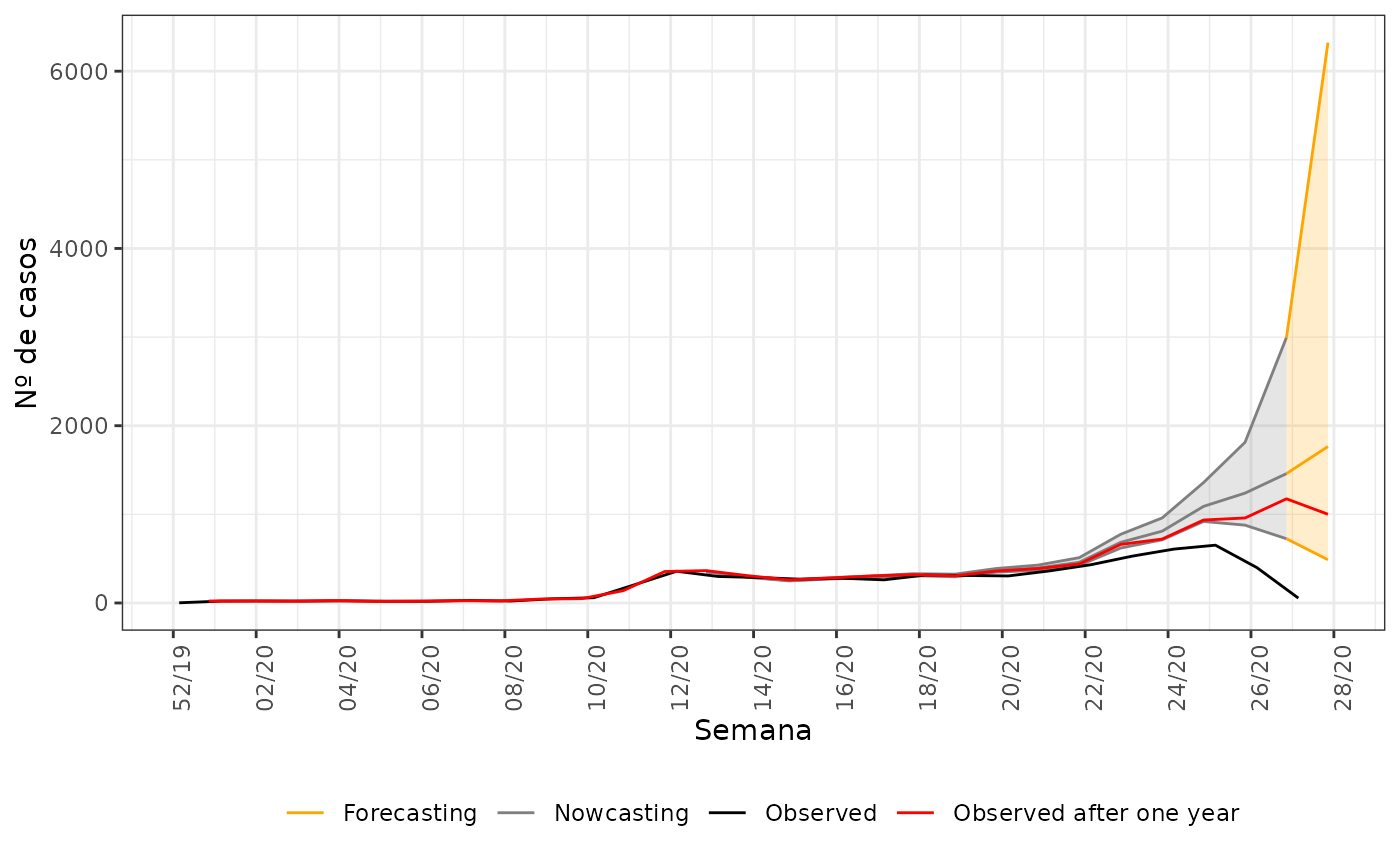 Nº de casos
6000
4000
2000
0
52/19 02/20 04/20 06/20 08/20 10/20 12/20 14/20 16/20 18/20 20/20 22/20 24/20 26/20 28/20
Semana
Forecasting Nowcasting Observed Observed after one year